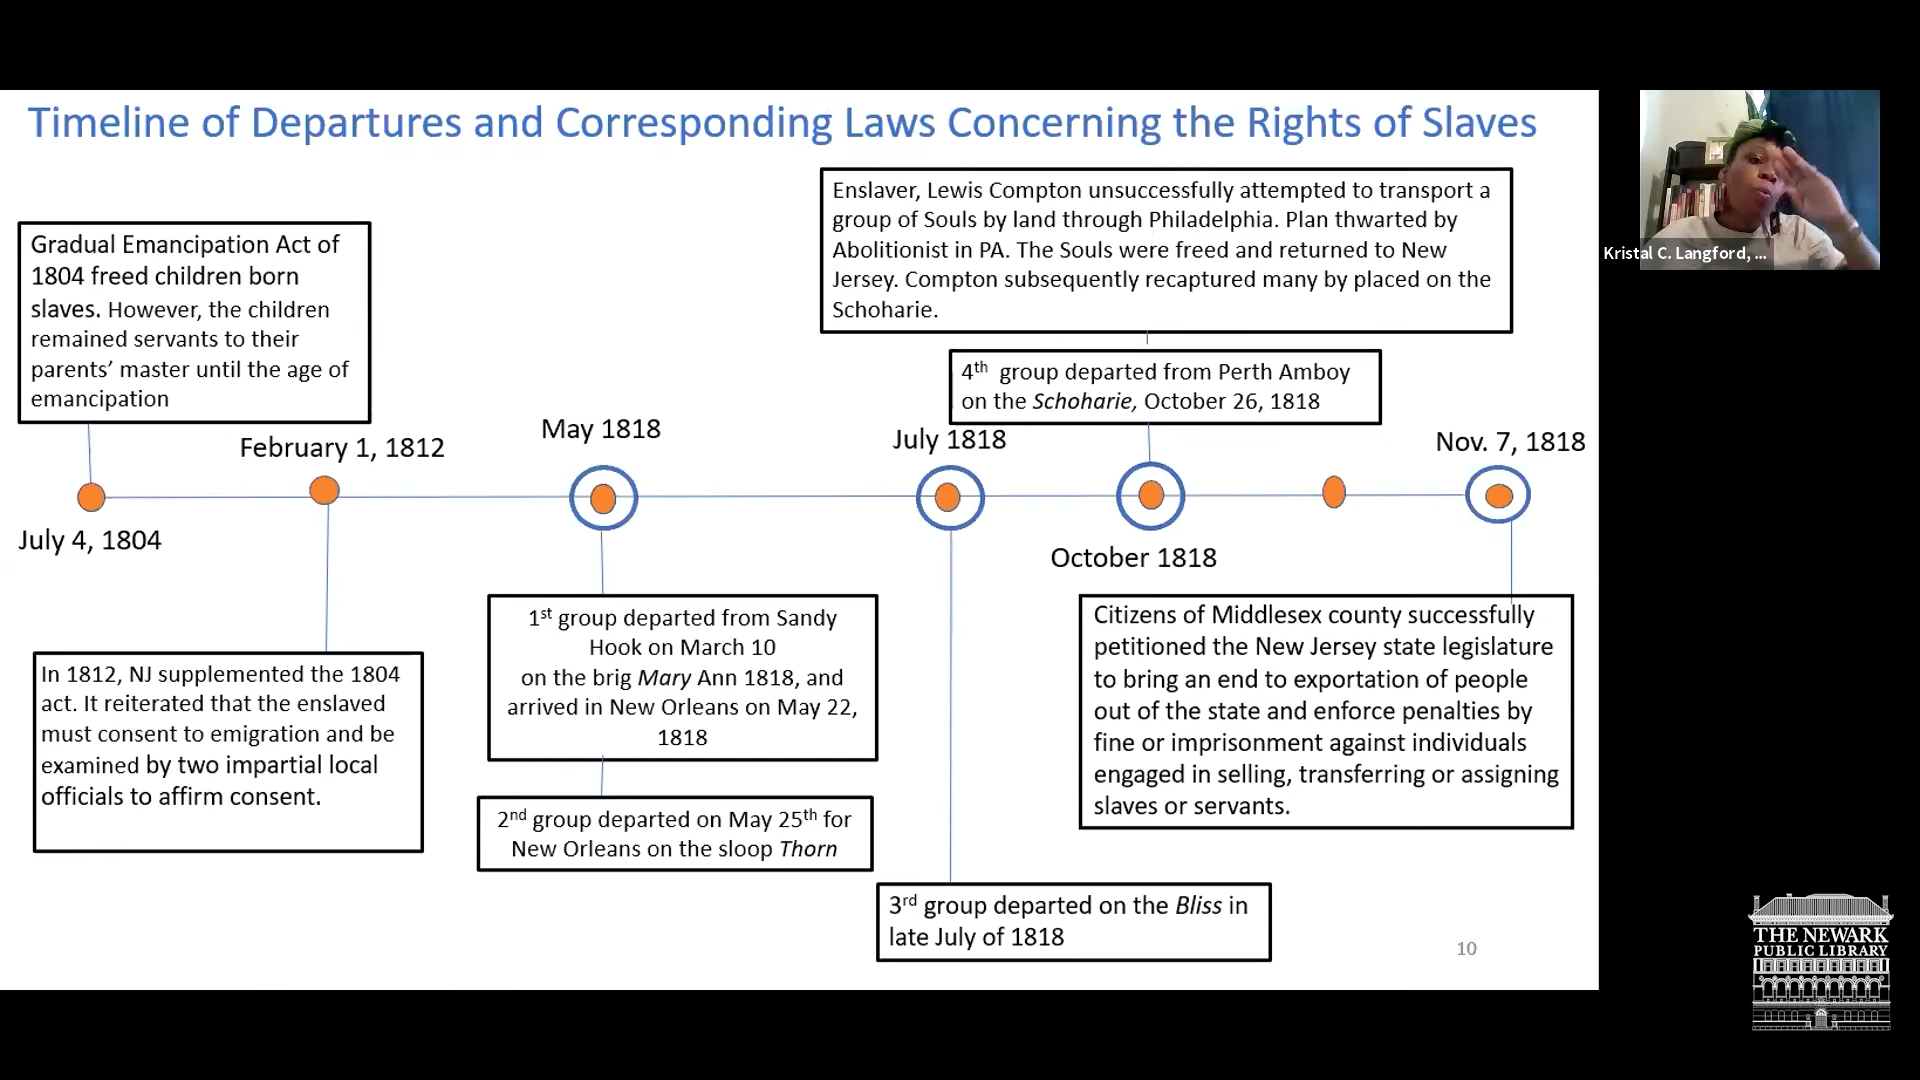 Timeline of Departures and Corresponding Laws Concerning the Rights of Slaves
Gradual Emancipation Act of
1804 freed children born
slaves. However, the children
remained servants to their
parents’ master until the age of
emancipation
July 4, 1804
February 1, 1812
In 1812, NJ supplemented the 1804
act. It reiterated that the enslaved
must consent to emigration and be
examined by two impartial local
officials to affirm consent.
May 1818
1st group departed from Sandy
Hook on March 10
on the brig Mary Ann 1818, and
arrived in New Orleans on May 22,
1818
2nd group departed on May 25th for
New Orleans on the sloop Thorn
July 1818
3rd group departed on the Bliss in
late July of 1818
Enslaver, Lewis Compton unsuccessfully attempted to transport a
group of Souls by land through Philadelphia. Plan thwarted by
Abolitionist in PA. The Souls were freed and returned to New
Jersey. Compton subsequently recaptured many by placed on the
Schoharie.
4th group departed from Perth Amboy
on the Schoharie, October 26, 1818
October 1818
Nov. 7, 1818
Citizens of Middlesex county successfully
petitioned the New Jersey state legislature
to bring an end to exportation of people
out of the state and enforce penalties by
fine or imprisonment against individuals
engaged in selling, transferring or assigning
slaves or servants.
10
Kristal C. Langford, ...
THE NEWARK
PUBLIC LIBRARY